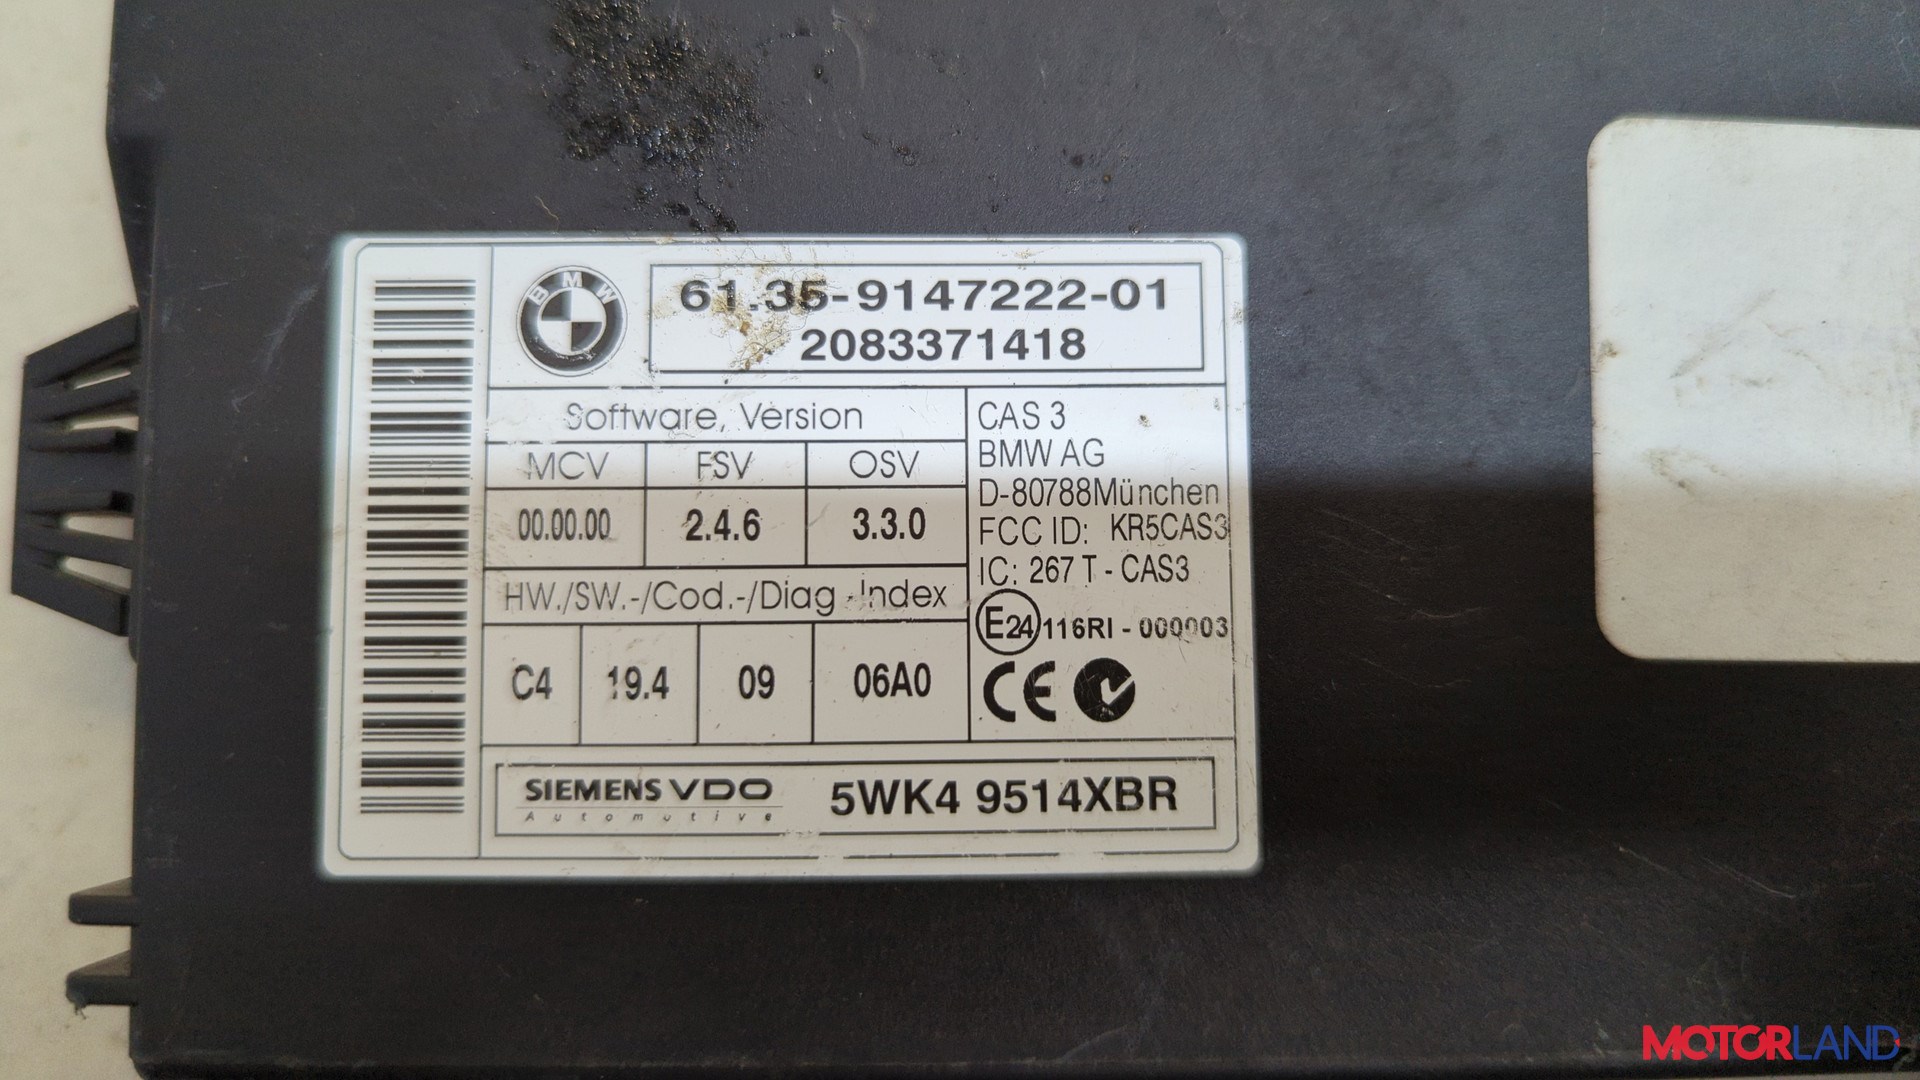 BMW
61.35-9147222-01
2083371418
Software, Version
MCV FSV OSV
00.00.00 2.4.6 3.3.0
HW./SW.-/Cod.-/Diag.-Index
C4 19.4 09 06A0
CAS 3
BMW AG
D-80788München
FCC ID: KR5CAS3
IC: 267 T - CAS3
E24 116RI - 000003
CE
SIEMENS VDO
Automotive
5WK4 9514XBR
MOTORLAND